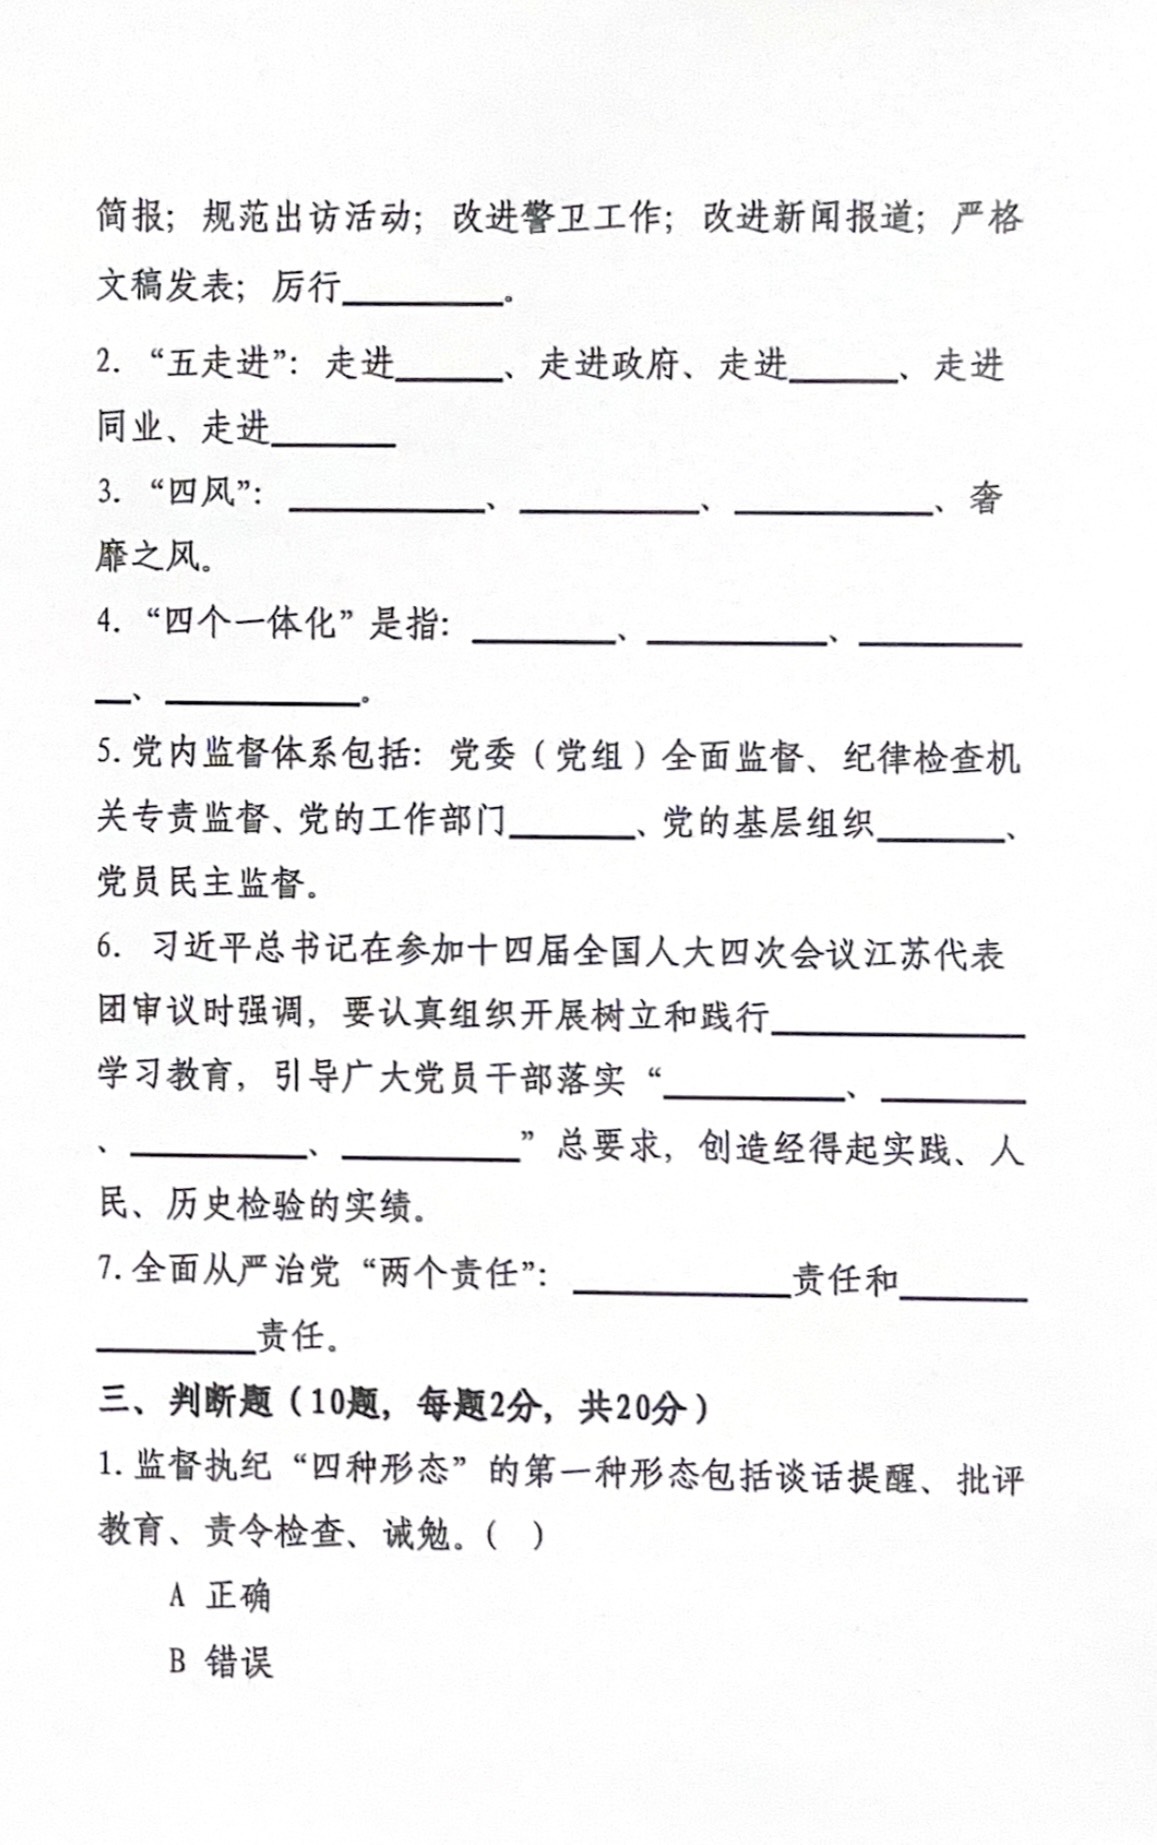 简报；规范出访活动；改进警卫工作；改进新闻报道；严格
文稿发表；厉行________。
2. “五走进”：走进______、走进政府、走进______、走进
同业、走进______
3. “四风”：__________、_________、__________、奢
靡之风。
4. “四个一体化”是指：_______、_________、________
__、__________。
5.党内监督体系包括：党委（党组）全面监督、纪律检查机
关专责监督、党的工作部门______、党的基层组织______、
党员民主监督。
6. 习近平总书记在参加十四届全国人大四次会议江苏代表
团审议时强调，要认真组织开展树立和践行____________
学习教育，引导广大党员干部落实“_________、_______
、_________、_________”总要求，创造经得起实践、人
民、历史检验的实绩。
7.全面从严治党“两个责任”：___________责任和______
________责任。
三、判断题（10题，每题2分，共20分）
1.监督执纪“四种形态”的第一种形态包括谈话提醒、批评
教育、责令检查、诫勉。( )
A 正确
B 错误